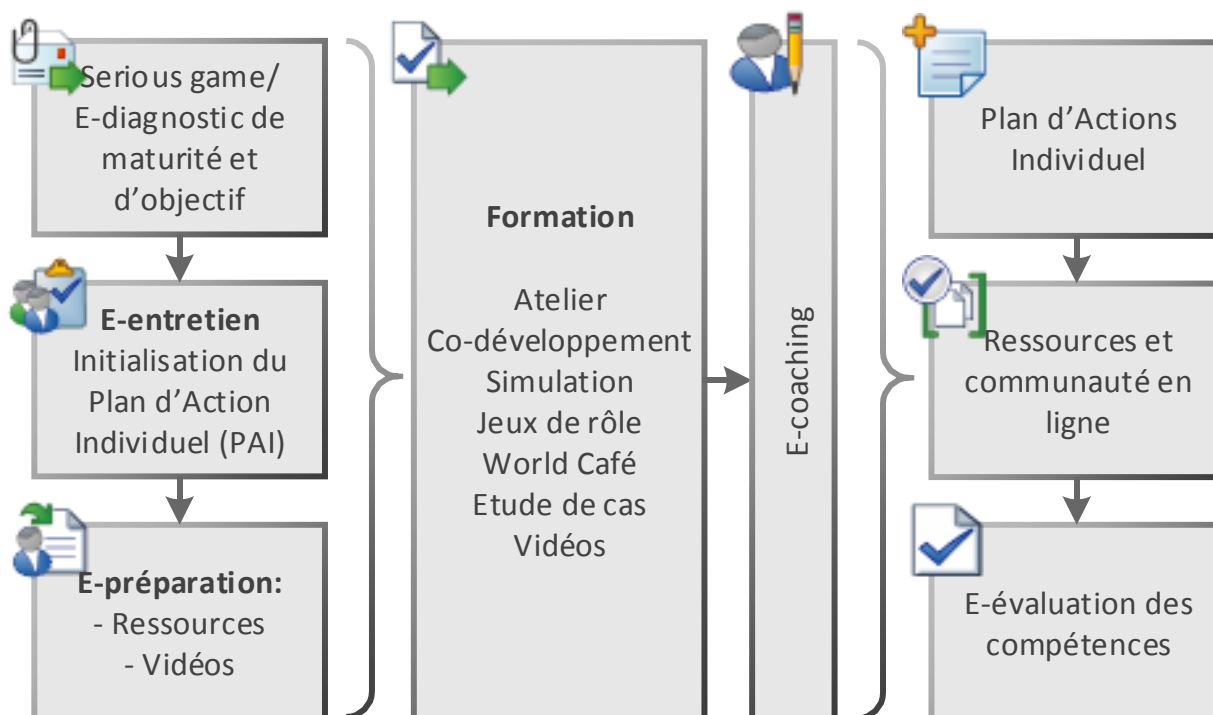 Serious game/
E-diagnostic de
maturité et
d’objectif
E-entretien
Initialisation du
Plan d’Action
Individuel (PAI)
E-préparation:
- Ressources
- Vidéos
Formation
Atelier
Co-développement
Simulation
Jeux de rôle
World Café
Etude de cas
Vidéos
E-coaching
Plan d’Actions
Individuel
Ressources et
communauté en
ligne
E-évaluation des
compétences